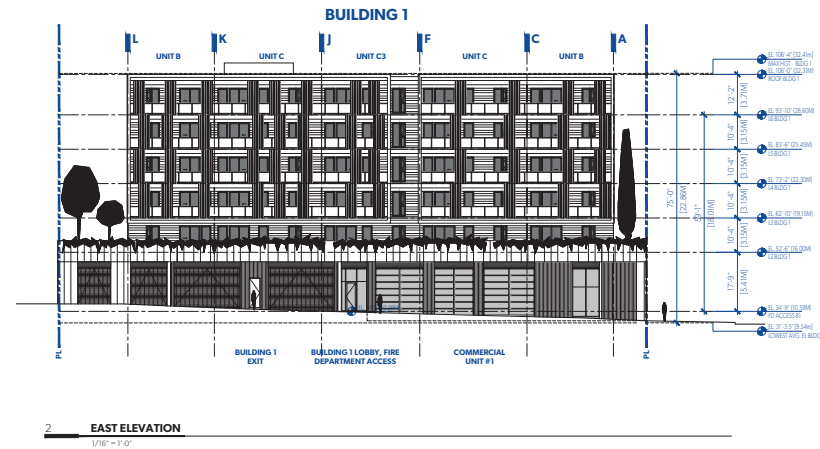 BUILDING 1
L
K
J
F
C
A
UNIT B
UNIT C
UNIT C3
UNIT C
UNIT B
EL 106'-4" [32.41m]
MAX HGT - BLDG 1
EL 106'-0" (32.31M)
ROOF BLDG 1
12'-2"
[3.71M]
EL 93'-10" (28.60M)
L6 BLDG 1
10'-4"
[3.15M]
EL 83'-6" (25.45M)
L5 BLDG 1
10'-4"
[3.15M]
EL 73'-2" (22.30M)
L4 BLDG 1
10'-4"
[3.15M]
EL 62'-10" (19.15M)
L3 BLDG 1
10'-4"
[3.15M]
EL 52'-6" (16.00M)
L2 BLDG 1
17'-9"
[5.41M]
EL 34'-9" (10.59M)
FD ACCESS B1
EL 31'-3.5" [9.54m]
LOWEST AVG. EL BLDG
75'-0"
[22.86M]
59'-1"
[18.01M]
PL
BUILDING 1
EXIT
BUILDING 1 LOBBY, FIRE
DEPARTMENT ACCESS
COMMERCIAL
UNIT #1
PL
2 EAST ELEVATION
1/16" = 1'-0"